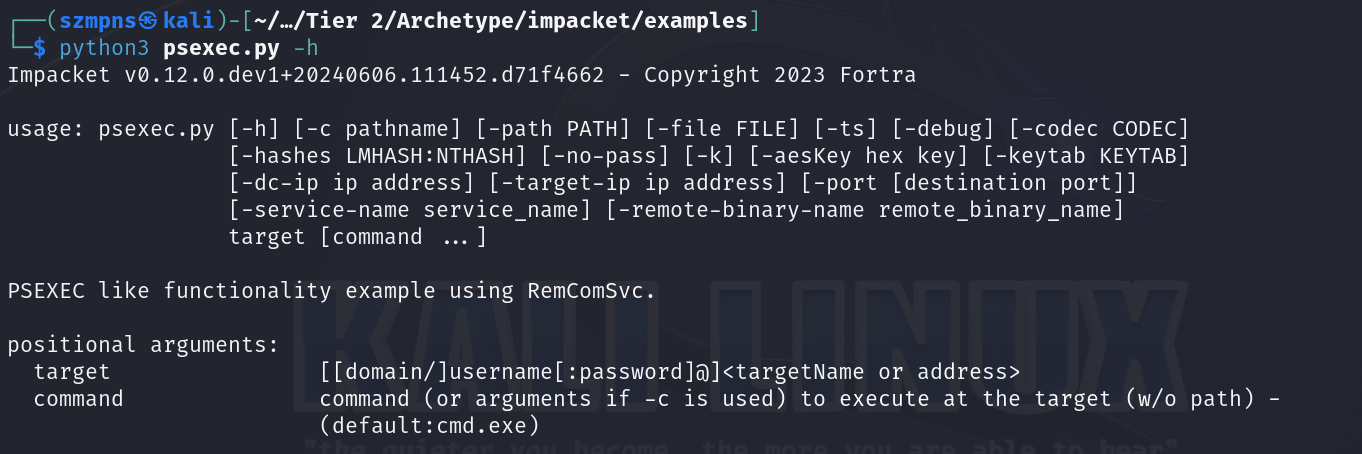 ┌──(szmpns㉿kali)-[~/…/Tier 2/Archetype/impacket/examples]
└─$ python3 psexec.py -h
Impacket v0.12.0.dev1+20240606.111452.d71f4662 - Copyright 2023 Fortra
usage: psexec.py [-h] [-c pathname] [-path PATH] [-file FILE] [-ts] [-debug] [-codec CODEC]
[-hashes LMHASH:NTHASH] [-no-pass] [-k] [-aesKey hex key] [-keytab KEYTAB]
[-dc-ip ip address] [-target-ip ip address] [-port [destination port]]
[-service-name service_name] [-remote-binary-name remote_binary_name]
target [command ...]
PSEXEC like functionality example using RemComSvc.
positional arguments:
target [[domain/]username[:password]@]<targetName or address>
command command (or arguments if -c is used) to execute at the target (w/o path) -
(default:cmd.exe)
KALI LINUX
"the quieter you become, the more you are able to hear"